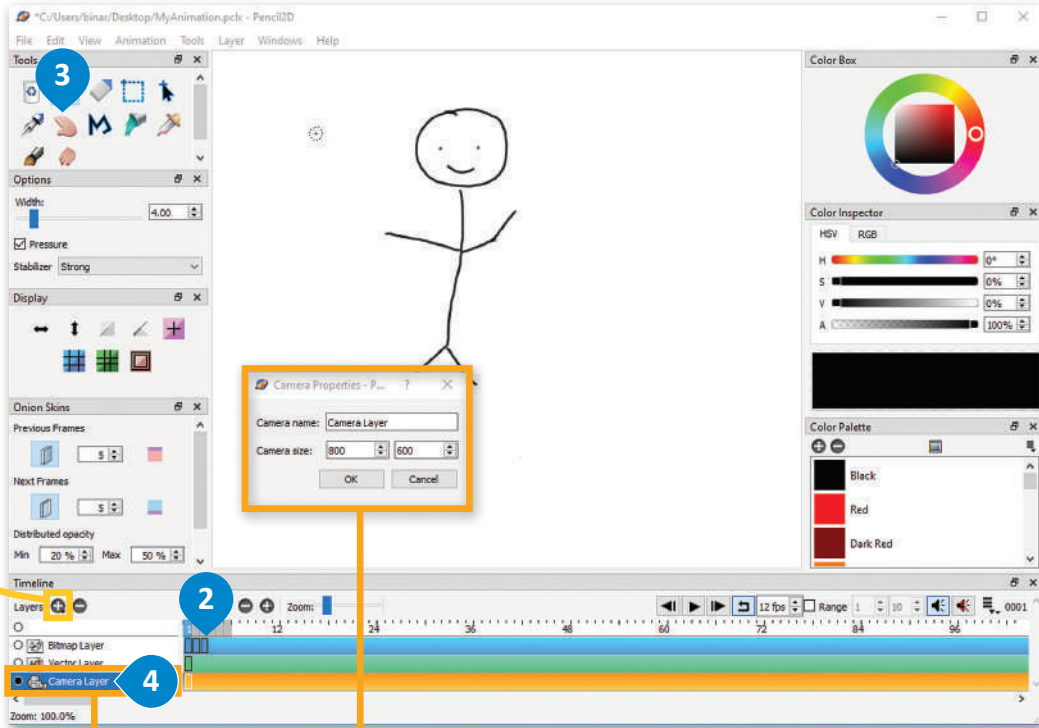 *C:/Users/binar/Desktop/MyAnimation.pclx - Pencil2D
File Edit View Animation Tools Layer Windows Help
Tools
3
Options
Width:
4.00
Pressure
Stabilizer Strong
Display
Onion Skins
Previous Frames
5
Next Frames
5
Distributed opacity
Min 20 % Max 50 %
Camera Properties - P... ?
Camera name: Camera Layer
Camera size: 800 600
OK Cancel
Color Box
Color Inspector
HSV RGB
H 0°
S 0%
V 0%
A 100%
Color Palette
Black
Red
Dark Red
Timeline
Layers 2 Zoom: 12 fps Range 1 10 0001
1 12 24 36 48 60 72 84 96
Bitmap Layer
Vector Layer
Camera Layer 4
Zoom: 100.0%